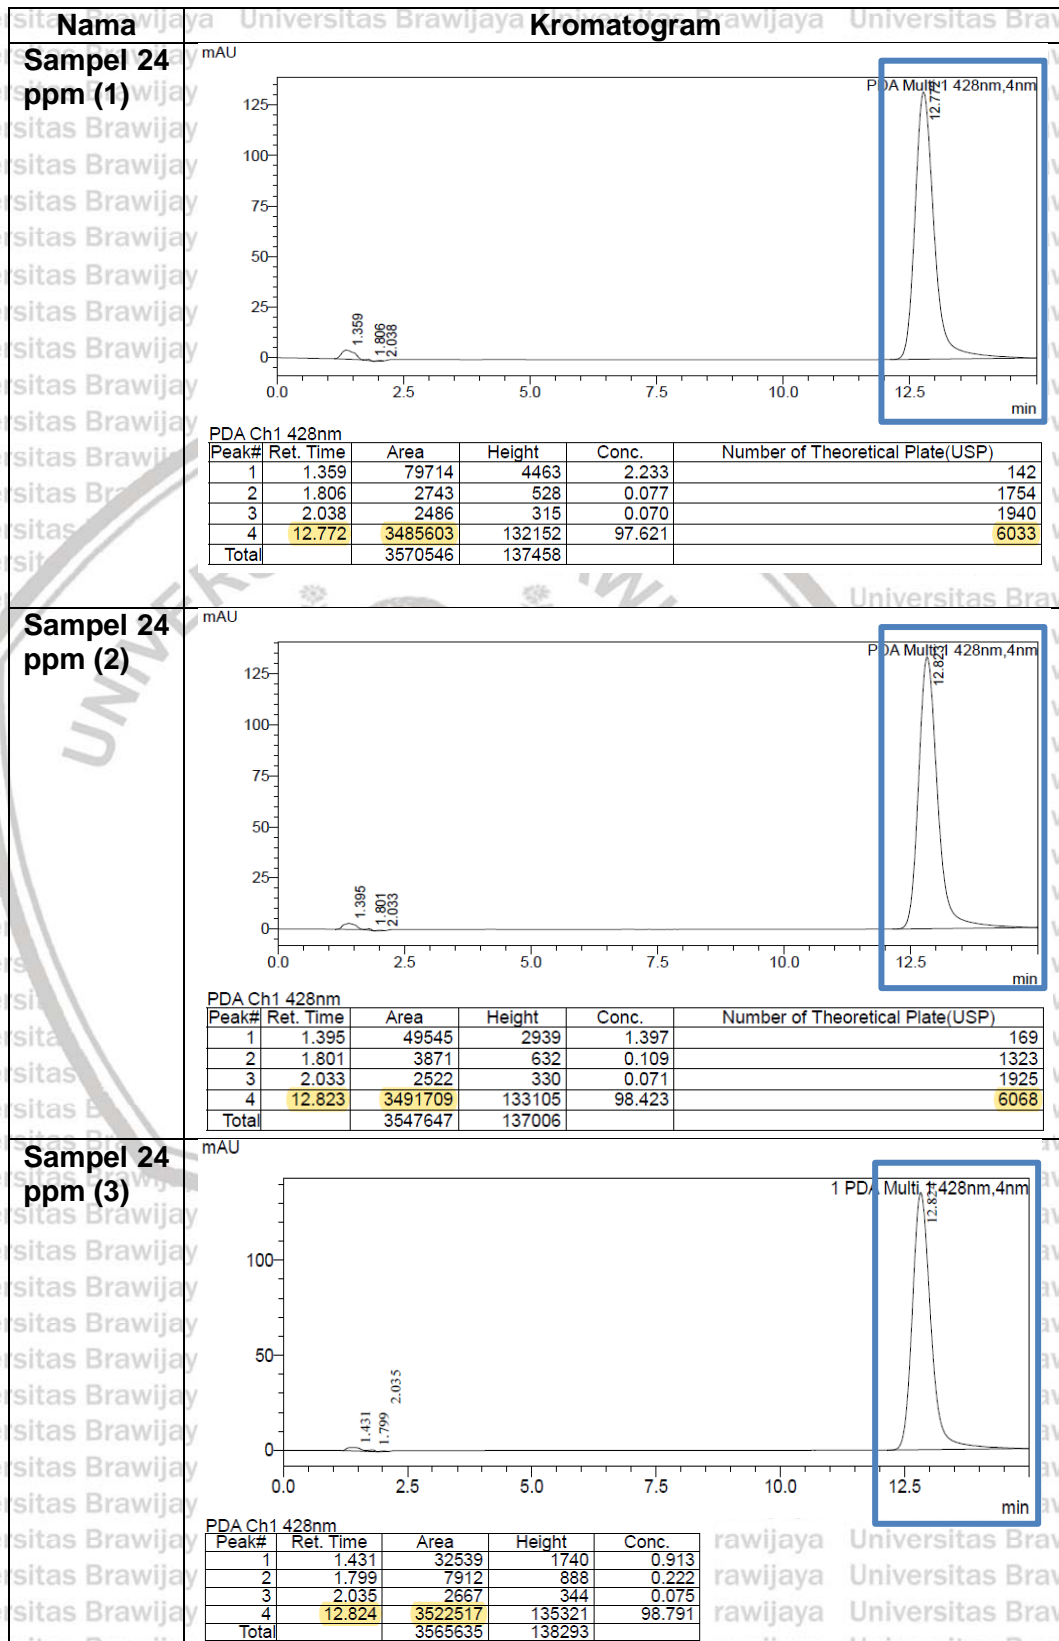 Nama Kromatogram
Sampel 24
ppm (1)
mAU
PDA Multi 1 428nm,4nm
12.772
125
100
75
50
25
0
1.359
1.806
2.038
0.0 2.5 5.0 7.5 10.0 12.5
min
PDA Ch1 428nm
Peak# Ret. Time Area Height Conc. Number of Theoretical Plate(USP)
1 1.359 79714 4463 2.233 142
2 1.806 2743 528 0.077 1754
3 2.038 2486 315 0.070 1940
4 12.772 3485603 132152 97.621 6033
Total 3570546 137458
Sampel 24
ppm (2)
mAU
PDA Multi 1 428nm,4nm
12.823
125
100
75
50
25
0
1.395
1.801
2.033
0.0 2.5 5.0 7.5 10.0 12.5
min
PDA Ch1 428nm
Peak# Ret. Time Area Height Conc. Number of Theoretical Plate(USP)
1 1.395 49545 2939 1.397 169
2 1.801 3871 632 0.109 1323
3 2.033 2522 330 0.071 1925
4 12.823 3491709 133105 98.423 6068
Total 3547647 137006
Sampel 24
ppm (3)
mAU
1 PDA Multi 1 428nm,4nm
12.824
100
50
0
1.431
1.799
2.035
0.0 2.5 5.0 7.5 10.0 12.5
min
PDA Ch1 428nm
Peak# Ret. Time Area Height Conc.
1 1.431 32539 1740 0.913
2 1.799 7912 888 0.222
3 2.035 2667 344 0.075
4 12.824 3522517 135321 98.791
Total 3565635 138293